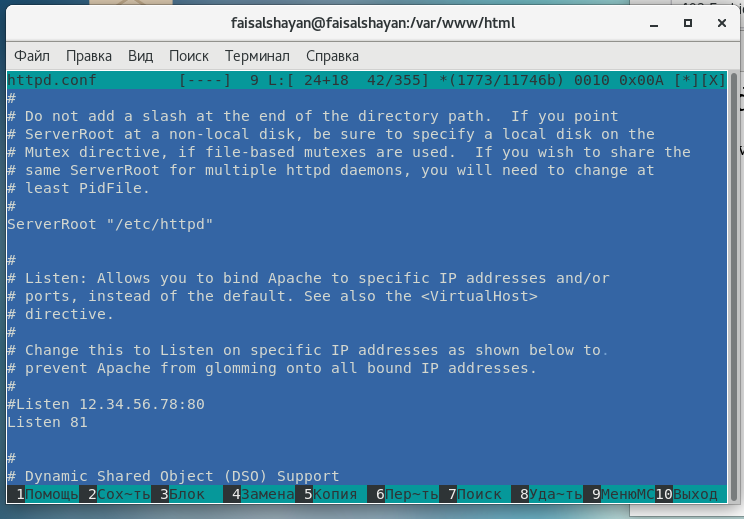 faisalshayan@faisalshayan:/var/www/html
Файл Правка Вид Поиск Терминал Справка
httpd.conf [----] 9 L:[ 24+18 42/355] *(1773/11746b) 0010 0x00A [*][X]
#
# Do not add a slash at the end of the directory path. If you point
# ServerRoot at a non-local disk, be sure to specify a local disk on the
# Mutex directive, if file-based mutexes are used. If you wish to share the
# same ServerRoot for multiple httpd daemons, you will need to change at
# least PidFile.
#
ServerRoot "/etc/httpd"
#
# Listen: Allows you to bind Apache to specific IP addresses and/or
# ports, instead of the default. See also the <VirtualHost>
# directive.
#
# Change this to Listen on specific IP addresses as shown below to.
# prevent Apache from glomming onto all bound IP addresses.
#
#Listen 12.34.56.78:80
Listen 81
#
# Dynamic Shared Object (DSO) Support
1Помощь 2Сох~ть 3Блок 4Замена 5Копия 6Пер~ть 7Поиск 8Уда~ть 9МенюMC 10Выход